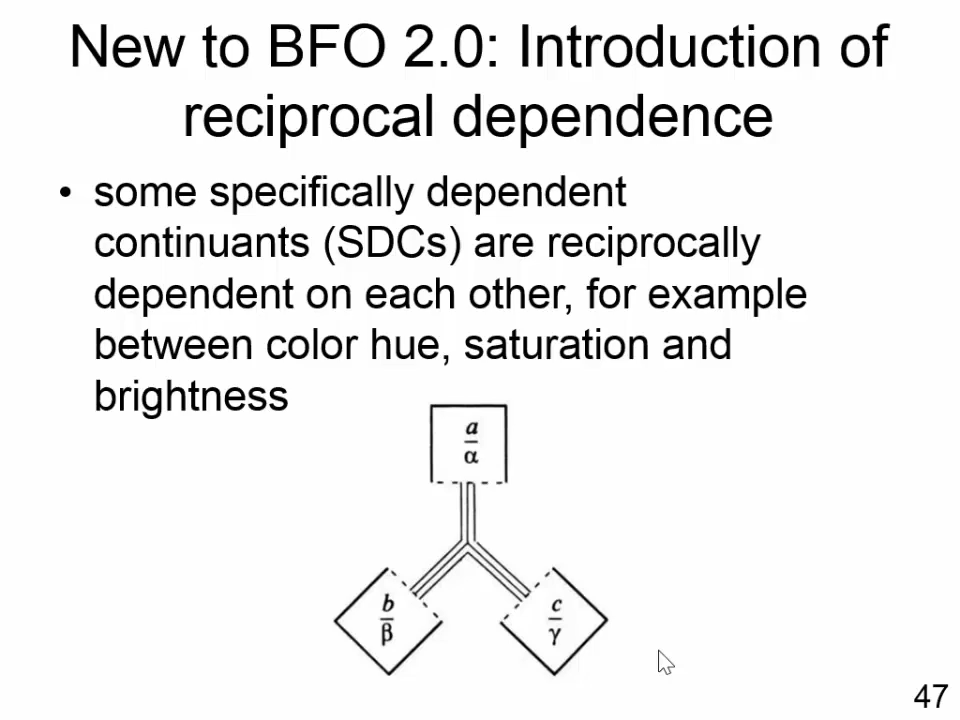 New to BFO 2.0: Introduction of
reciprocal dependence
• some specifically dependent
continuants (SDCs) are reciprocally
dependent on each other, for example
between color hue, saturation and
brightness
a
α
b
β
c
γ
47